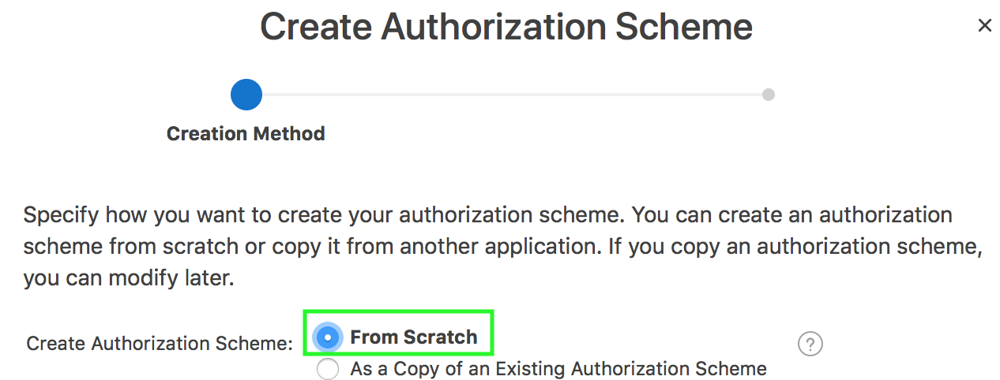 Create Authorization Scheme
Creation Method
Specify how you want to create your authorization scheme. You can create an authorization
scheme from scratch or copy it from another application. If you copy an authorization scheme,
you can modify later.
Create Authorization Scheme:
From Scratch
?
As a Copy of an Existing Authorization Scheme